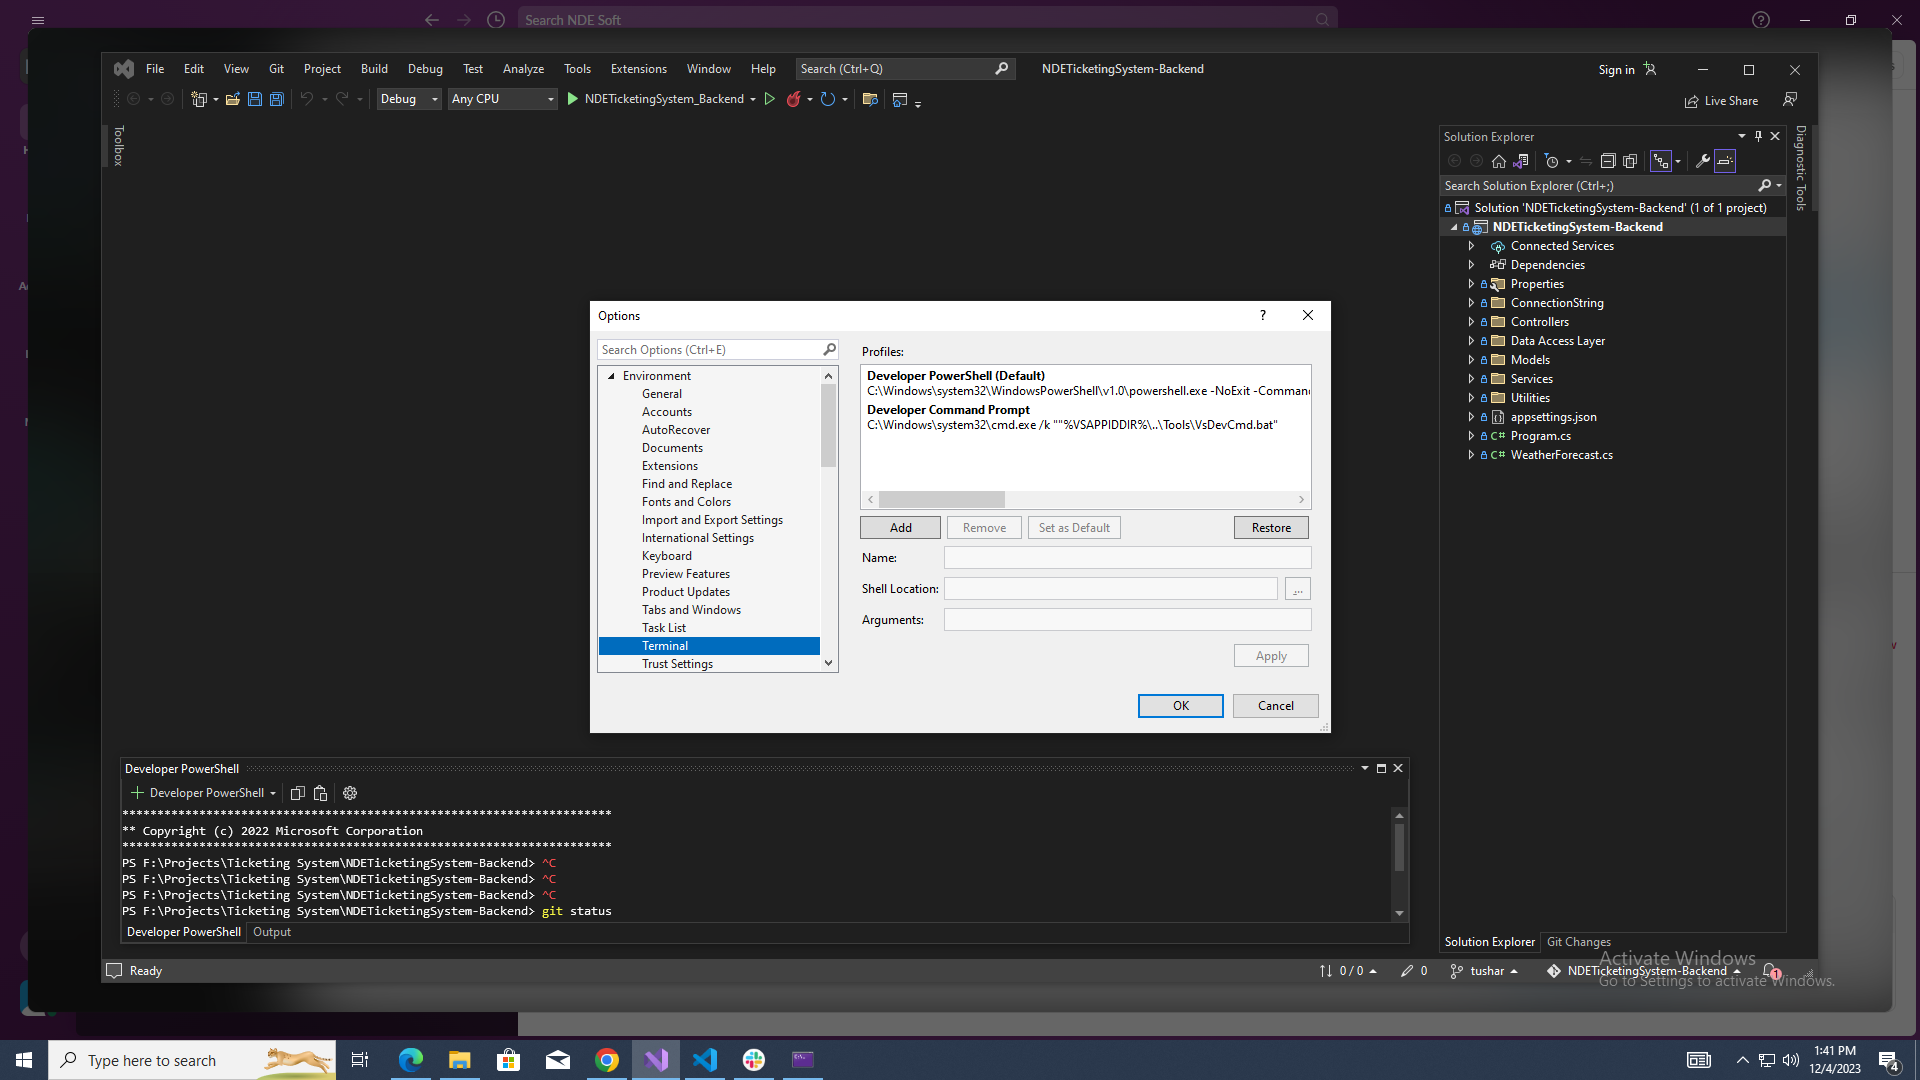 Search NDE Soft
File Edit View Git Project Build Debug Test Analyze Tools Extensions Window Help Search (Ctrl+Q) NDETicketingSystem-Backend Sign in
Debug Any CPU NDETicketingSystem_Backend Live Share
Toolbox
Solution Explorer
Diagnostic Tools
Search Solution Explorer (Ctrl+;)
Solution 'NDETicketingSystem-Backend' (1 of 1 project)
NDETicketingSystem-Backend
Connected Services
Dependencies
Properties
ConnectionString
Controllers
Data Access Layer
Models
Services
Utilities
appsettings.json
C# Program.cs
C# WeatherForecast.cs
Options ?
Search Options (Ctrl+E)
Environment
General
Accounts
AutoRecover
Documents
Extensions
Find and Replace
Fonts and Colors
Import and Export Settings
International Settings
Keyboard
Preview Features
Product Updates
Tabs and Windows
Task List
Terminal
Trust Settings
Profiles:
Developer PowerShell (Default)
C:\Windows\system32\WindowsPowerShell\v1.0\powershell.exe -NoExit -Comman
Developer Command Prompt
C:\Windows\system32\cmd.exe /k ""%VSAPPIDDIR%\..\Tools\VsDevCmd.bat"
Add Remove Set as Default Restore
Name:
Shell Location: ...
Arguments:
Apply
OK Cancel
Developer PowerShell
Developer PowerShell
**********************************************************************
** Copyright (c) 2022 Microsoft Corporation
**********************************************************************
PS F:\Projects\Ticketing System\NDETicketingSystem-Backend> ^C
PS F:\Projects\Ticketing System\NDETicketingSystem-Backend> ^C
PS F:\Projects\Ticketing System\NDETicketingSystem-Backend> ^C
PS F:\Projects\Ticketing System\NDETicketingSystem-Backend> git status
Developer PowerShell Output
Solution Explorer Git Changes
Activate Windows
Go to Settings to activate Windows.
Ready 0 / 0 0 tushar NDETicketingSystem-Backend 1
Type here to search
1:41 PM
12/4/2023
4